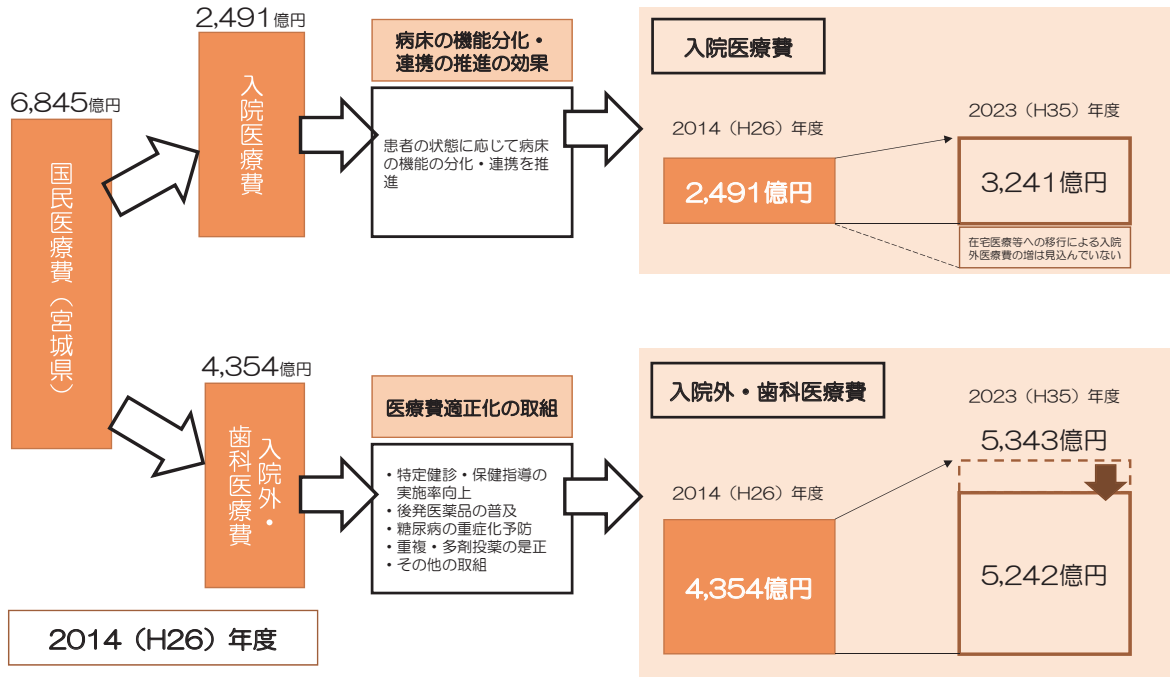 6,845億円
国民医療費（宮城県）
2,491億円
入院医療費
病床の機能分化・
連携の推進の効果
患者の状態に応じて病床
の機能の分化・連携を推
進
入院医療費
2014（H26）年度
2,491億円
2023（H35）年度
3,241億円
在宅医療等への移行による入院
外医療費の増は見込んでいない
4,354億円
入院外・
歯科医療費
医療費適正化の取組
・特定健診・保健指導の
実施率向上
・後発医薬品の普及
・糖尿病の重症化予防
・重複・多剤投薬の是正
・その他の取組
入院外・歯科医療費
2014（H26）年度
4,354億円
2023（H35）年度
5,343億円
5,242億円
2014（H26）年度